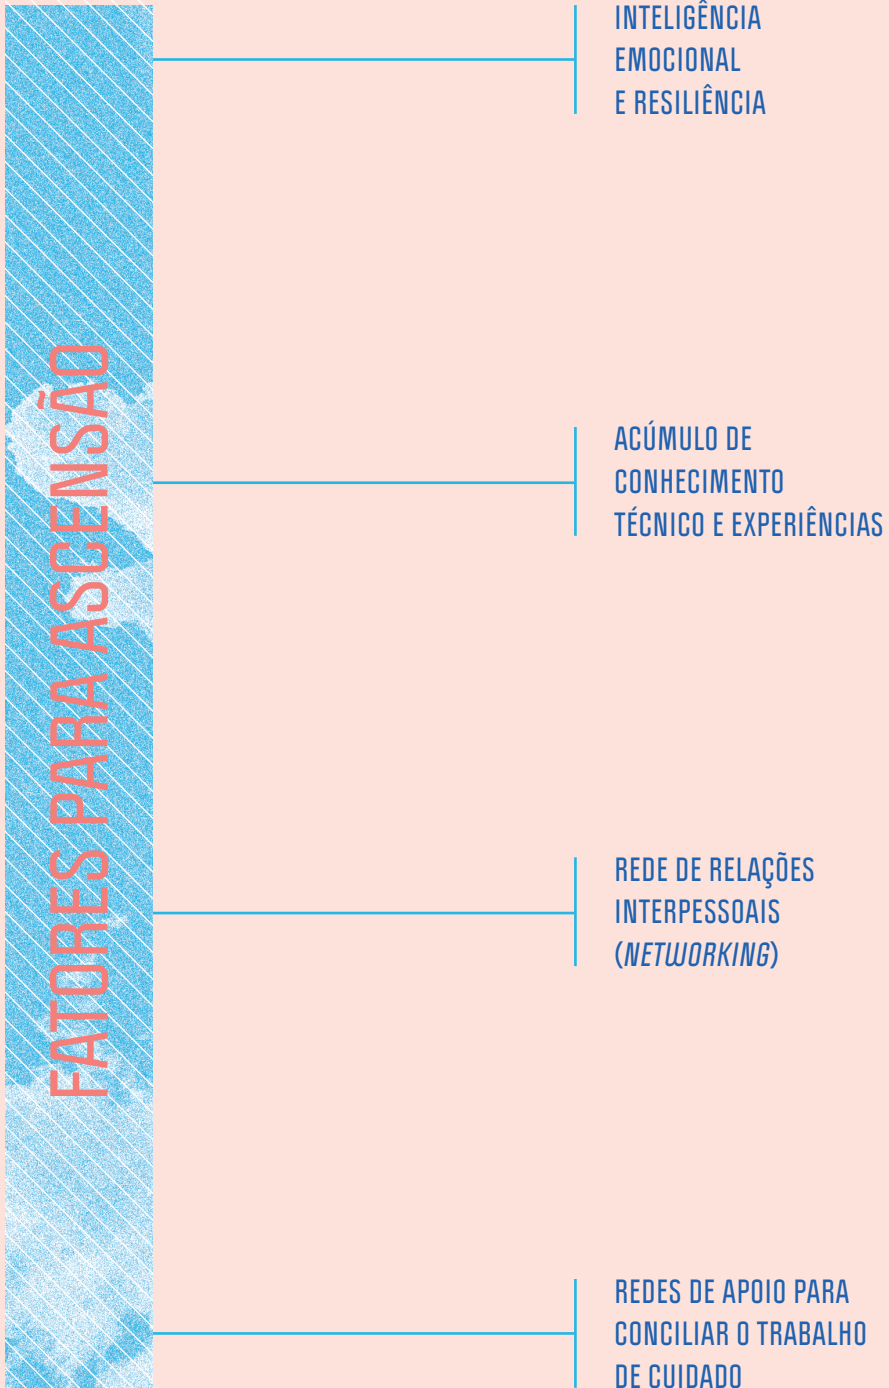 FATORES PARA ASCENSÃO
INTELIGÊNCIA
EMOCIONAL
E RESILIÊNCIA
ACÚMULO DE
CONHECIMENTO
TÉCNICO E EXPERIÊNCIAS
REDE DE RELAÇÕES
INTERPESSOAIS
(NETWORKING)
REDES DE APOIO PARA
CONCILIAR O TRABALHO
DE CUIDADO